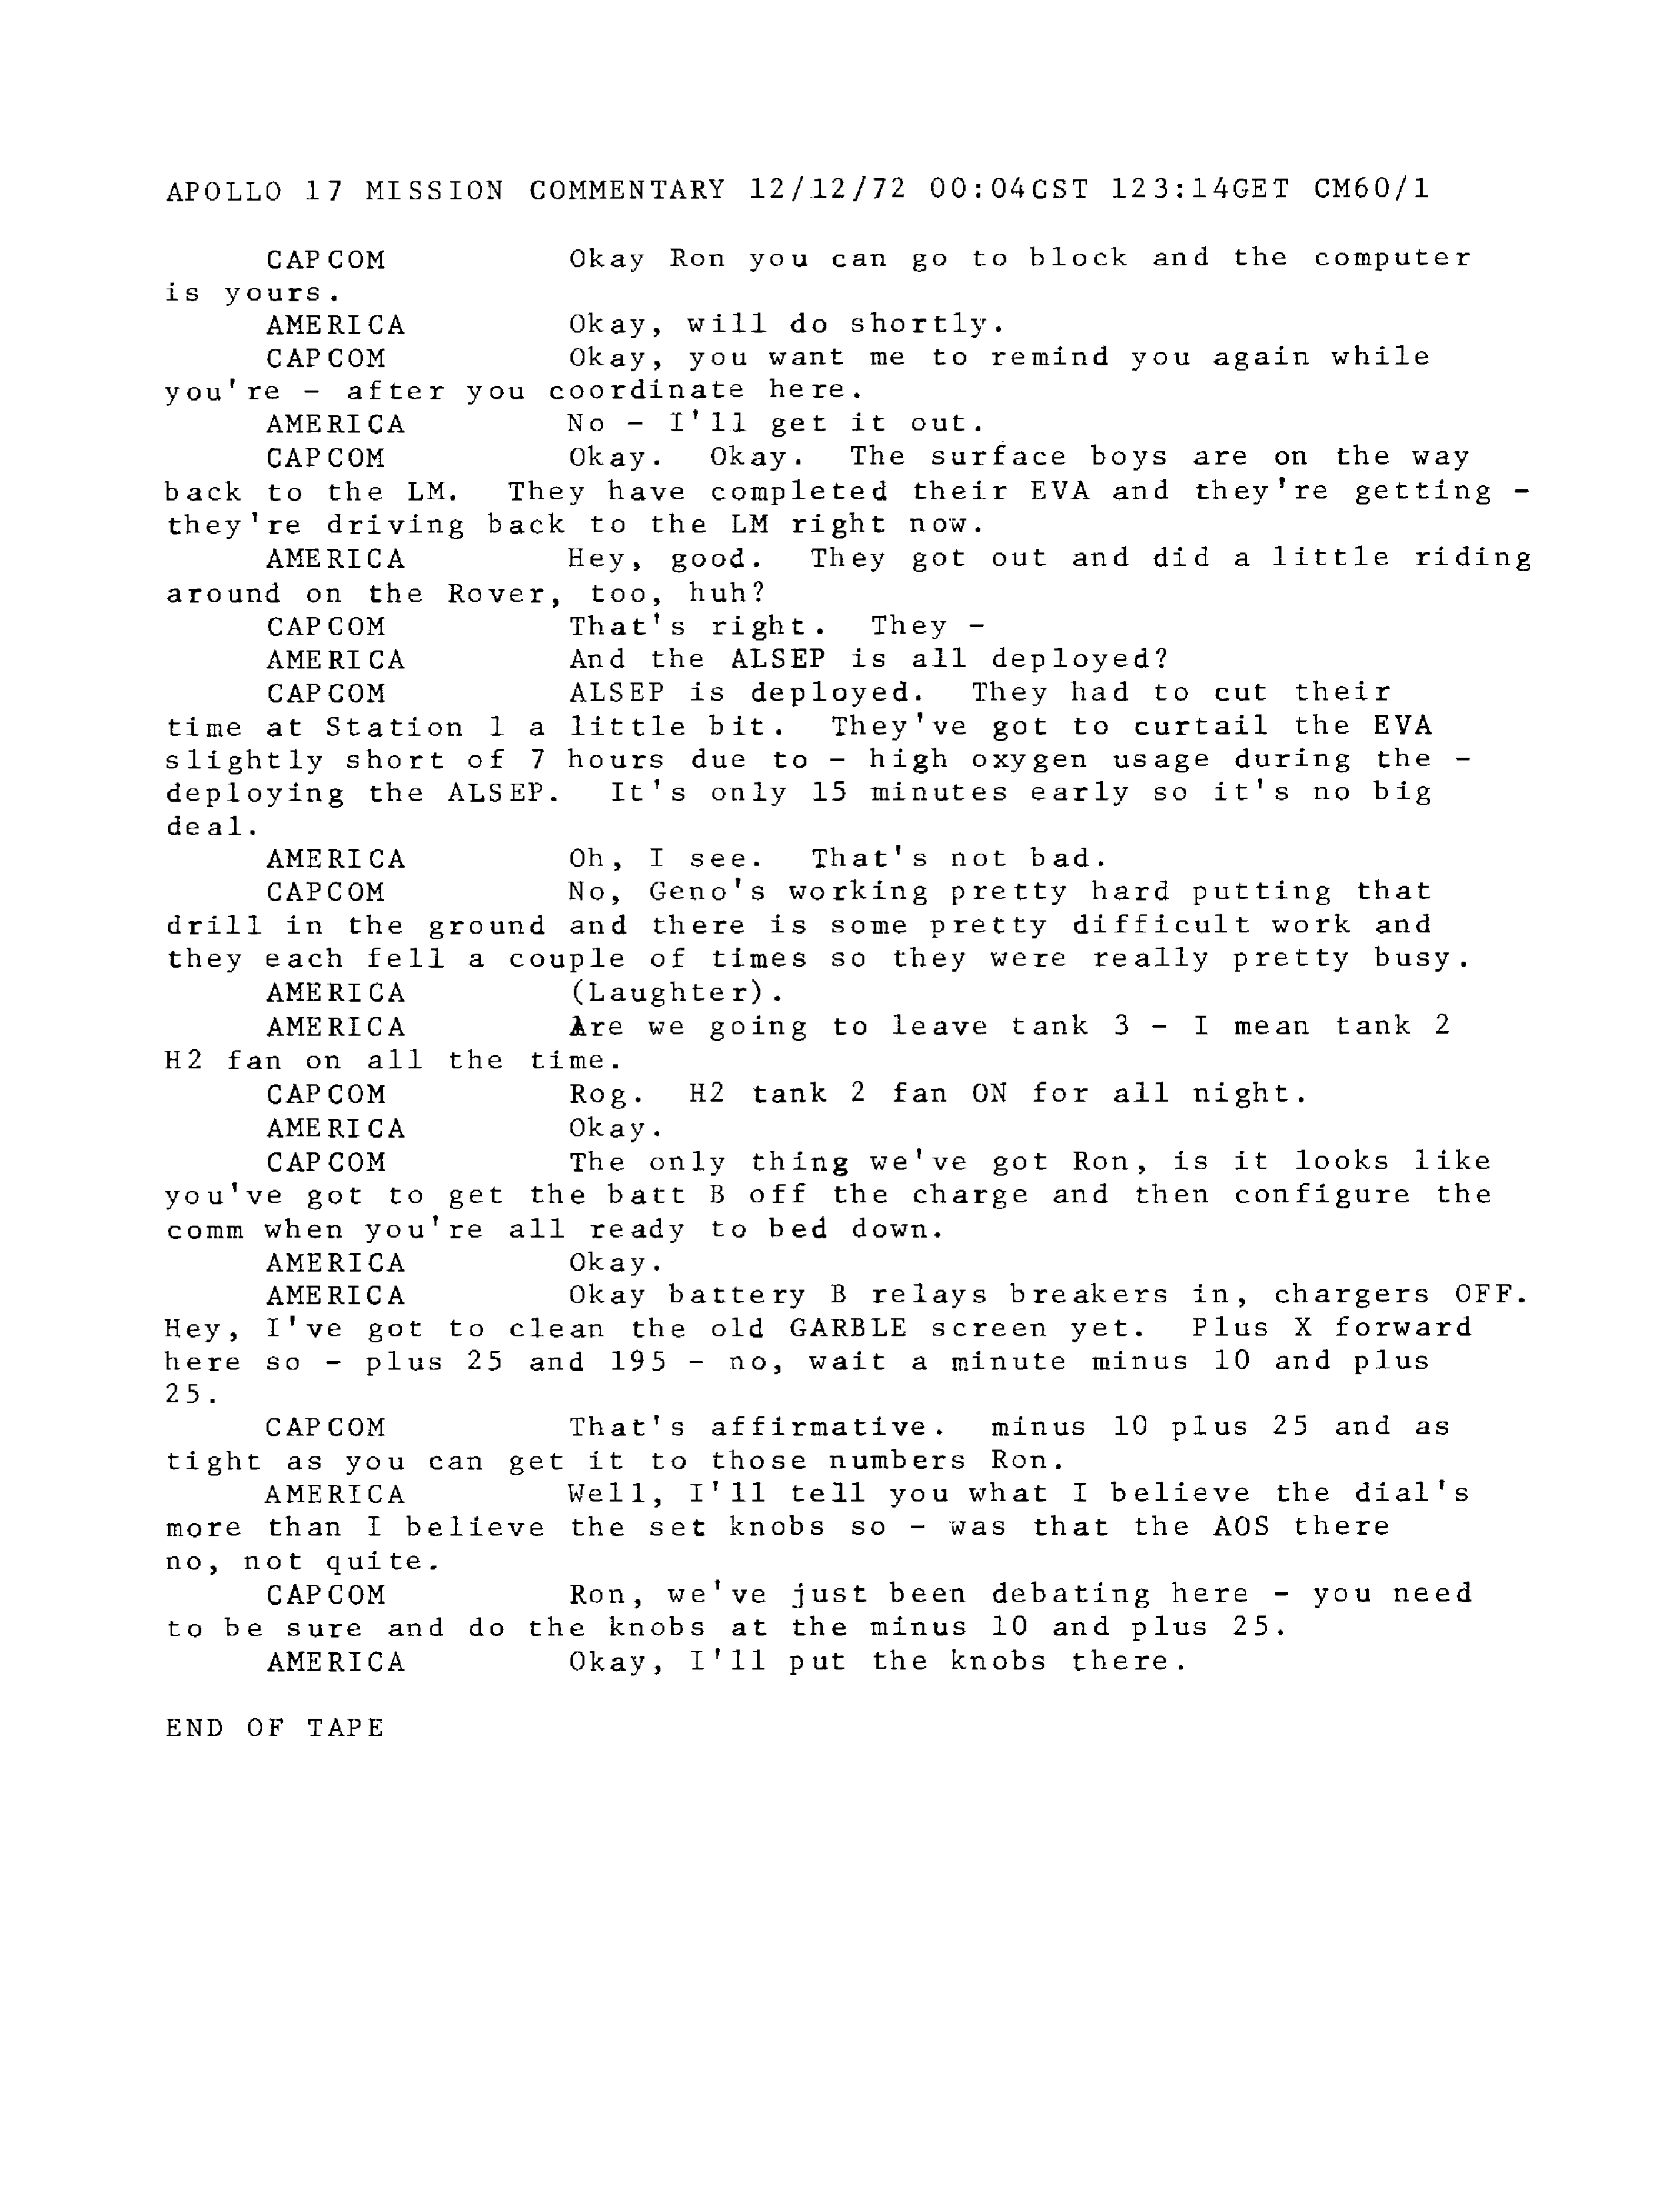 APOLLO 17 MISSION COMMENTARY 12/12/72 00:04CST 123:14GET CM60/1
CAPCOM Okay Ron you can go to block and the computer
is yours.
AMERICA Okay, will do shortly.
CAPCOM Okay, you want me to remind you again while
you're - after you coordinate here.
AMERICA No - I'll get it out.
CAPCOM Okay. Okay. The surface boys are on the way
back to the LM. They have completed their EVA and they're getting -
they're driving back to the LM right now.
AMERICA Hey, good. They got out and did a little riding
around on the Rover, too, huh?
CAPCOM That's right. They -
AMERICA And the ALSEP is all deployed?
CAPCOM ALSEP is deployed. They had to cut their
time at Station 1 a little bit. They've got to curtail the EVA
slightly short of 7 hours due to - high oxygen usage during the -
deploying the ALSEP. It's only 15 minutes early so it's no big
deal.
AMERICA Oh, I see. That's not bad.
CAPCOM No, Geno's working pretty hard putting that
drill in the ground and there is some pretty difficult work and
they each fell a couple of times so they were really pretty busy.
AMERICA (Laughter).
AMERICA Are we going to leave tank 3 - I mean tank 2
H2 fan on all the time.
CAPCOM Rog. H2 tank 2 fan ON for all night.
AMERICA Okay.
CAPCOM The only thing we've got Ron, is it looks like
you've got to get the batt B off the charge and then configure the
comm when you're all ready to bed down.
AMERICA Okay.
AMERICA Okay battery B relays breakers in, chargers OFF.
Hey, I've got to clean the old GARBLE screen yet. Plus X forward
here so - plus 25 and 195 - no, wait a minute minus 10 and plus
25.
CAPCOM That's affirmative. minus 10 plus 25 and as
tight as you can get it to those numbers Ron.
AMERICA Well, I'll tell you what I believe the dial's
more than I believe the set knobs so - was that the AOS there
no, not quite.
CAPCOM Ron, we've just been debating here - you need
to be sure and do the knobs at the minus 10 and plus 25.
AMERICA Okay, I'll put the knobs there.
END OF TAPE